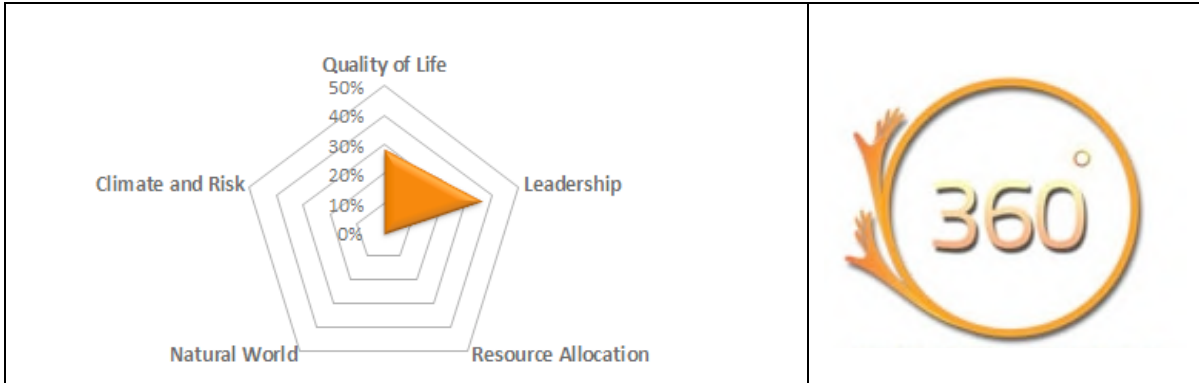 Quality of Life
50%
40%
30%
20%
10%
0%
Climate and Risk
Leadership
Natural World
Resource Allocation
360°